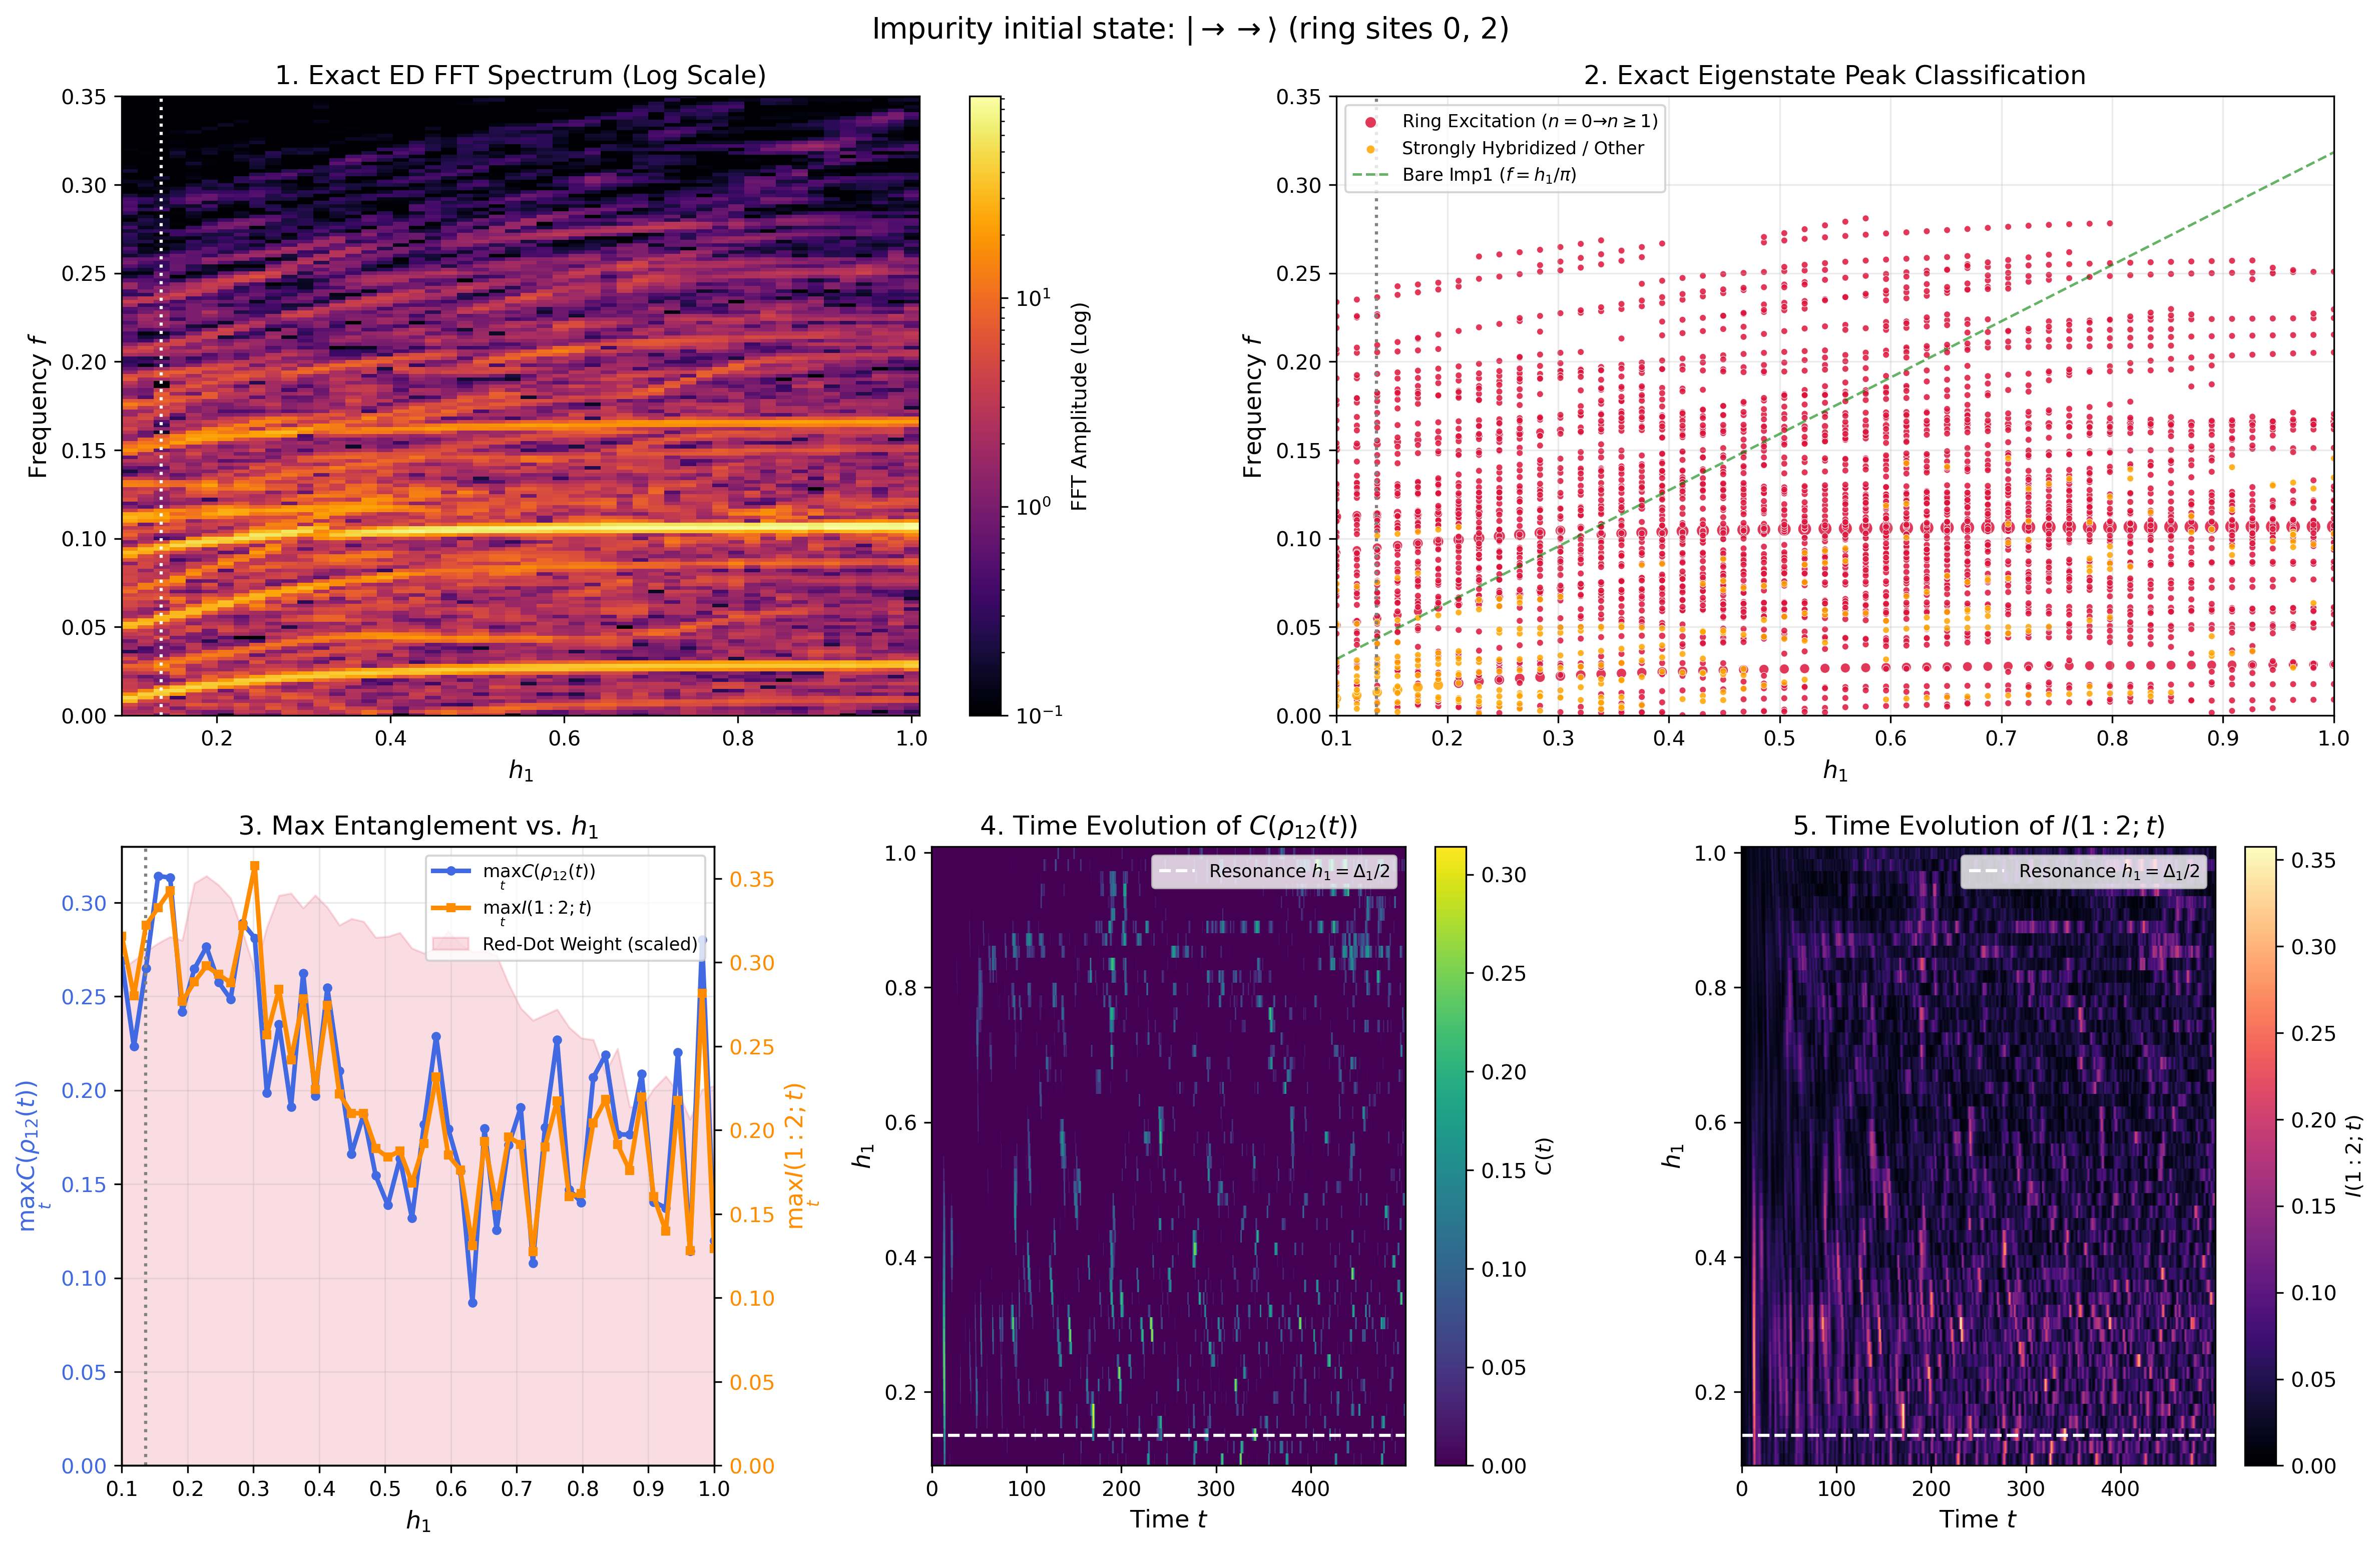 Impurity initial state: |→→⟩ (ring sites 0, 2)
1. Exact ED FFT Spectrum (Log Scale)
0.35
0.30
0.25
0.20
0.15
0.10
0.05
0.00
Frequency f
0.2 0.4 0.6 0.8 1.0
h₁
10¹
10⁰
10⁻¹
FFT Amplitude (Log)
2. Exact Eigenstate Peak Classification
Ring Excitation (n = 0→n ≥ 1)
Strongly Hybridized / Other
Bare Imp1 (f = h₁/π)
0.35
0.30
0.25
0.20
0.15
0.10
0.05
0.00
Frequency f
0.1 0.2 0.3 0.4 0.5 0.6 0.7 0.8 0.9 1.0
h₁
3. Max Entanglement vs. h₁
max C(ρ₁₂(t))
t
max I(1 : 2; t)
t
Red-Dot Weight (scaled)
0.30
0.25
0.20
0.15
0.10
0.05
0.00
max C(ρ₁₂(t))
t
0.35
0.30
0.25
0.20
0.15
0.10
0.05
0.00
max I(1 : 2; t)
t
0.1 0.2 0.3 0.4 0.5 0.6 0.7 0.8 0.9 1.0
h₁
4. Time Evolution of C(ρ₁₂(t))
Resonance h₁ = Δ₁/2
1.0
0.8
0.6
0.4
0.2
h₁
0 100 200 300 400
Time t
0.30
0.25
0.20
0.15
0.10
0.05
0.00
C(t)
5. Time Evolution of I(1 : 2; t)
Resonance h₁ = Δ₁/2
1.0
0.8
0.6
0.4
0.2
h₁
0 100 200 300 400
Time t
0.35
0.30
0.25
0.20
0.15
0.10
0.05
0.00
I(1 : 2; t)